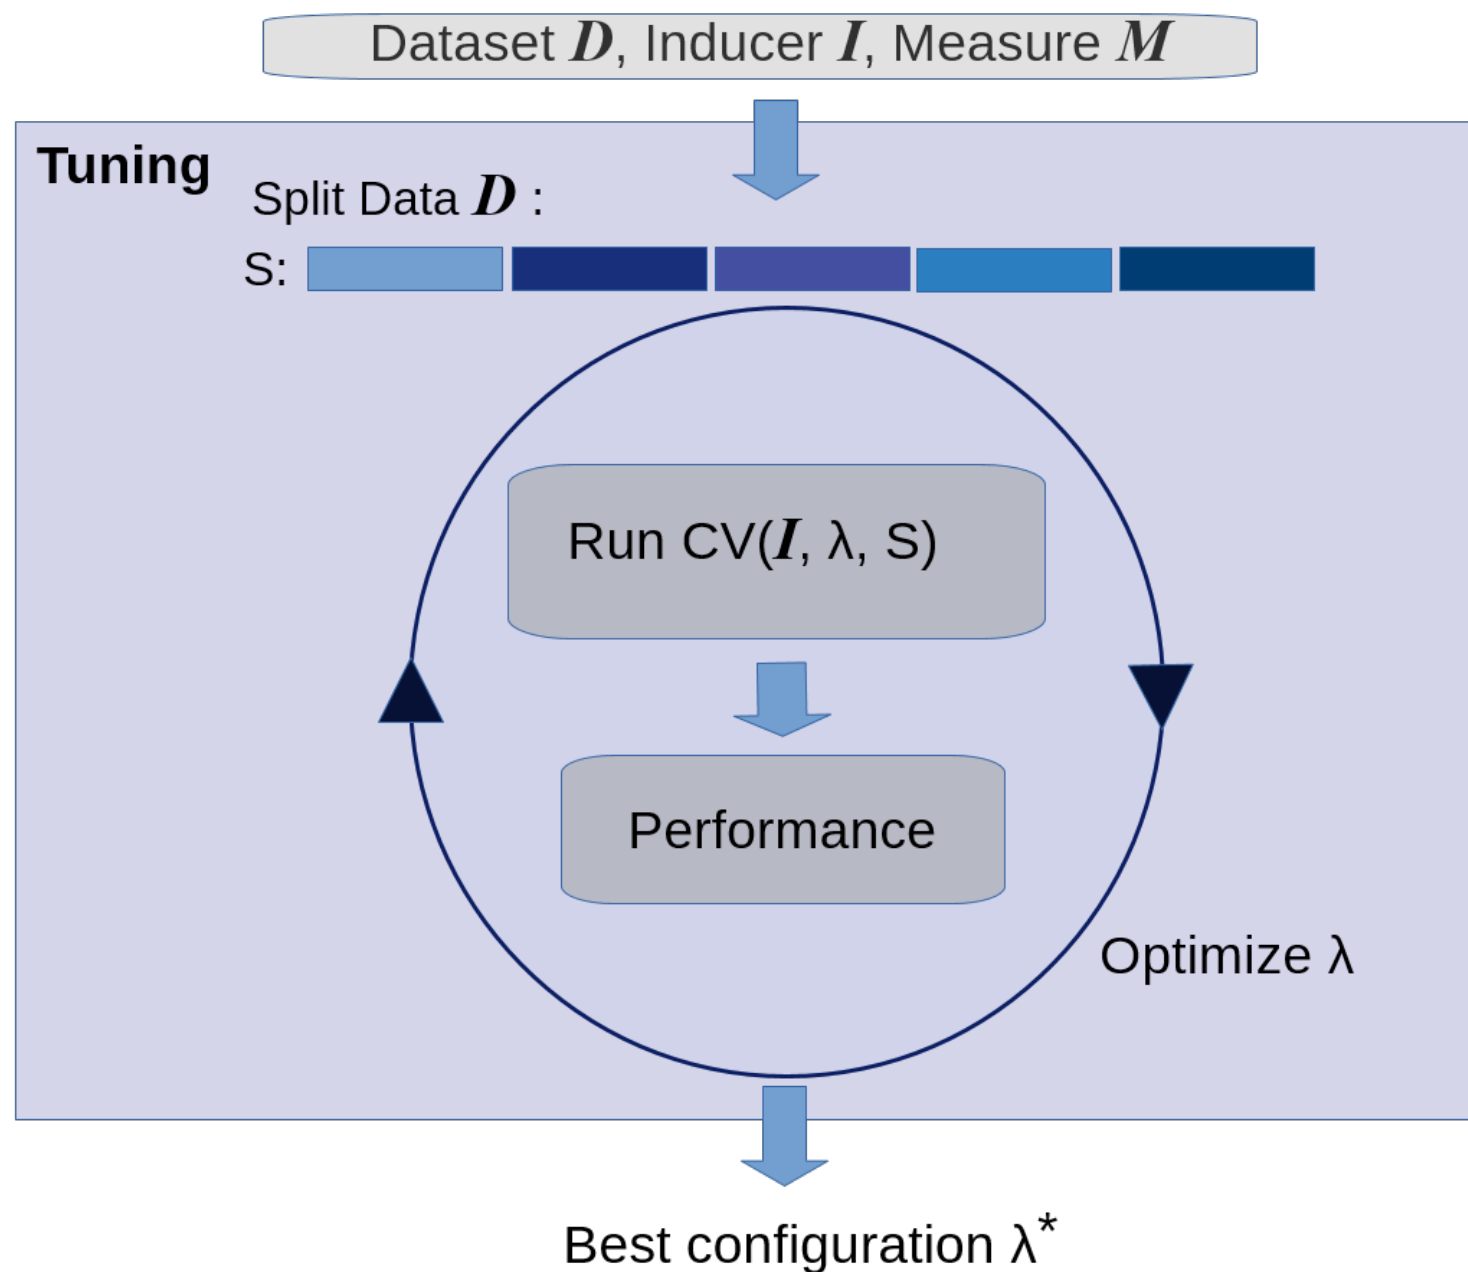 Dataset D, Inducer I, Measure M
Tuning
Split Data D :
S:
Run CV(I, λ, S)
Performance
Optimize λ
Best configuration λ*